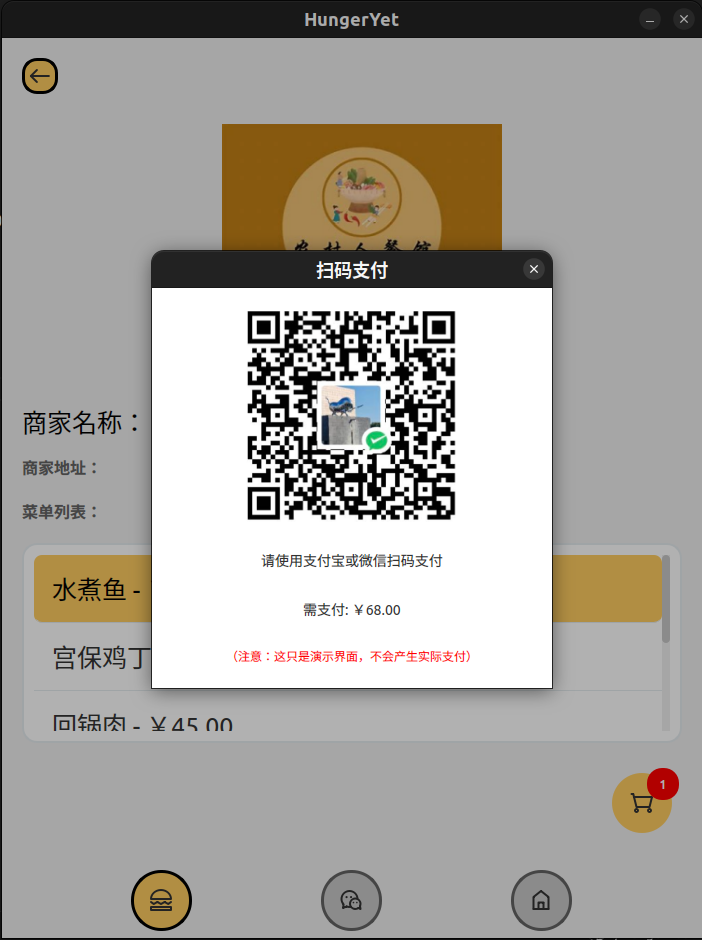 HungerYet
扫码支付
请使用支付宝或微信扫码支付
需支付: ￥68.00
（注意：这只是演示界面，不会产生实际支付）
商家名称：
商家地址：
菜单列表：
水煮鱼 -
宫保鸡丁
回锅肉 - ￥45.00
1